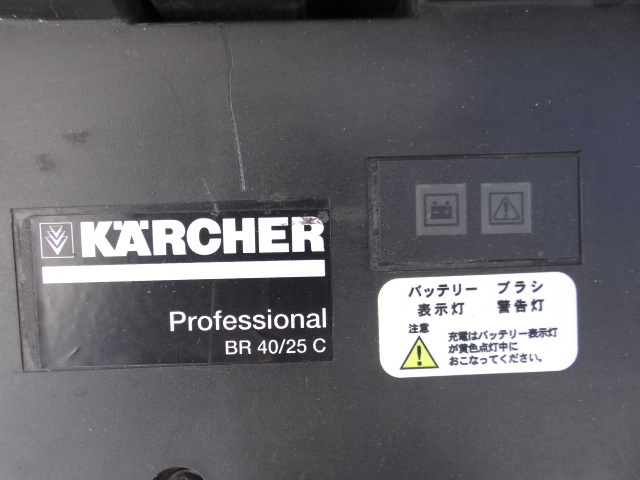 KÄRCHER
Professional
BR 40/25 C
バッテリー ブラシ
表示灯 警告灯
注意
充電はバッテリー表示灯
が黄色点灯中に
おこなってください。